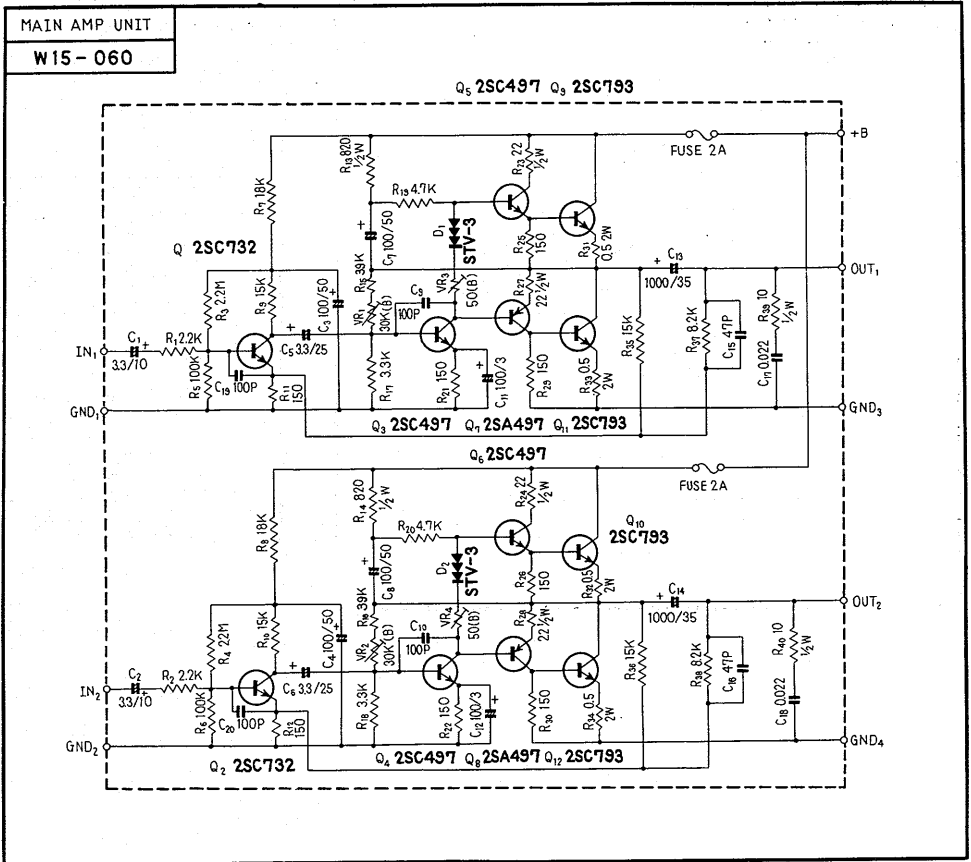 MAIN AMP UNIT
W15-060
Q₅ 2SC497 Q₉ 2SC793
+B
FUSE 2A
R₁₃ 820 ½W
R₂₃ 22 ½W
R₇ 18K
R₁₉ 4.7K
D₁ STV-3
C₇ 100/50
R₂₅ 150
R₃₁ 0.5 2W
Q 2SC732
R₁₅ 39K
VR₃ 50(B)
C₁₃ 1000/35
OUT₁
R₃ 2.2M
R₉ 15K
C₃ 100/50
VR₁ 30K(B)
C₉ 100P
R₂₇ 22 ½W
IN₁
C₁ 3.3/10
R₁ 2.2K
C₅ 3.3/25
R₃₅ 15K
R₃₇ 8.2K
C₁₅ 47P
R₃₉ 10 ½W
R₅ 100K
C₁₉ 100P
R₁₁ 150
R₁₇ 3.3K
R₂₁ 150
C₁₁ 100/3
R₂₉ 150
R₃₃ 0.5 2W
C₁₇ 0.022
GND₁
GND₃
Q₃ 2SC497 Q₇ 2SA497 Q₁₁ 2SC793
Q₆ 2SC497
FUSE 2A
R₁₄ 820 ½W
R₂₄ 22 ½W
R₈ 18K
R₂₀ 4.7K
Q₁₀ 2SC793
D₂ STV-3
C₈ 100/50
R₂₆ 150
R₃₂ 0.5 2W
R₁₆ 39K
VR₄ 50(B)
C₁₄ 1000/35
OUT₂
R₄ 22M
R₁₀ 15K
C₄ 100/50
VR₂ 30K(B)
C₁₀ 100P
R₂₈ 22 ½W
IN₂
C₂ 33/10
R₂ 2.2K
C₆ 3.3/25
R₃₆ 15K
R₃₈ 8.2K
C₁₆ 47P
R₄₀ 10 ½W
R₆ 100K
C₂₀ 100P
R₁₂ 150
R₁₈ 3.3K
R₂₂ 150
C₁₂ 100/3
R₃₀ 150
R₃₄ 0.5 2W
C₁₈ 0.022
GND₂
GND₄
Q₂ 2SC732
Q₄ 2SC497 Q₈ 2SA497 Q₁₂ 2SC793